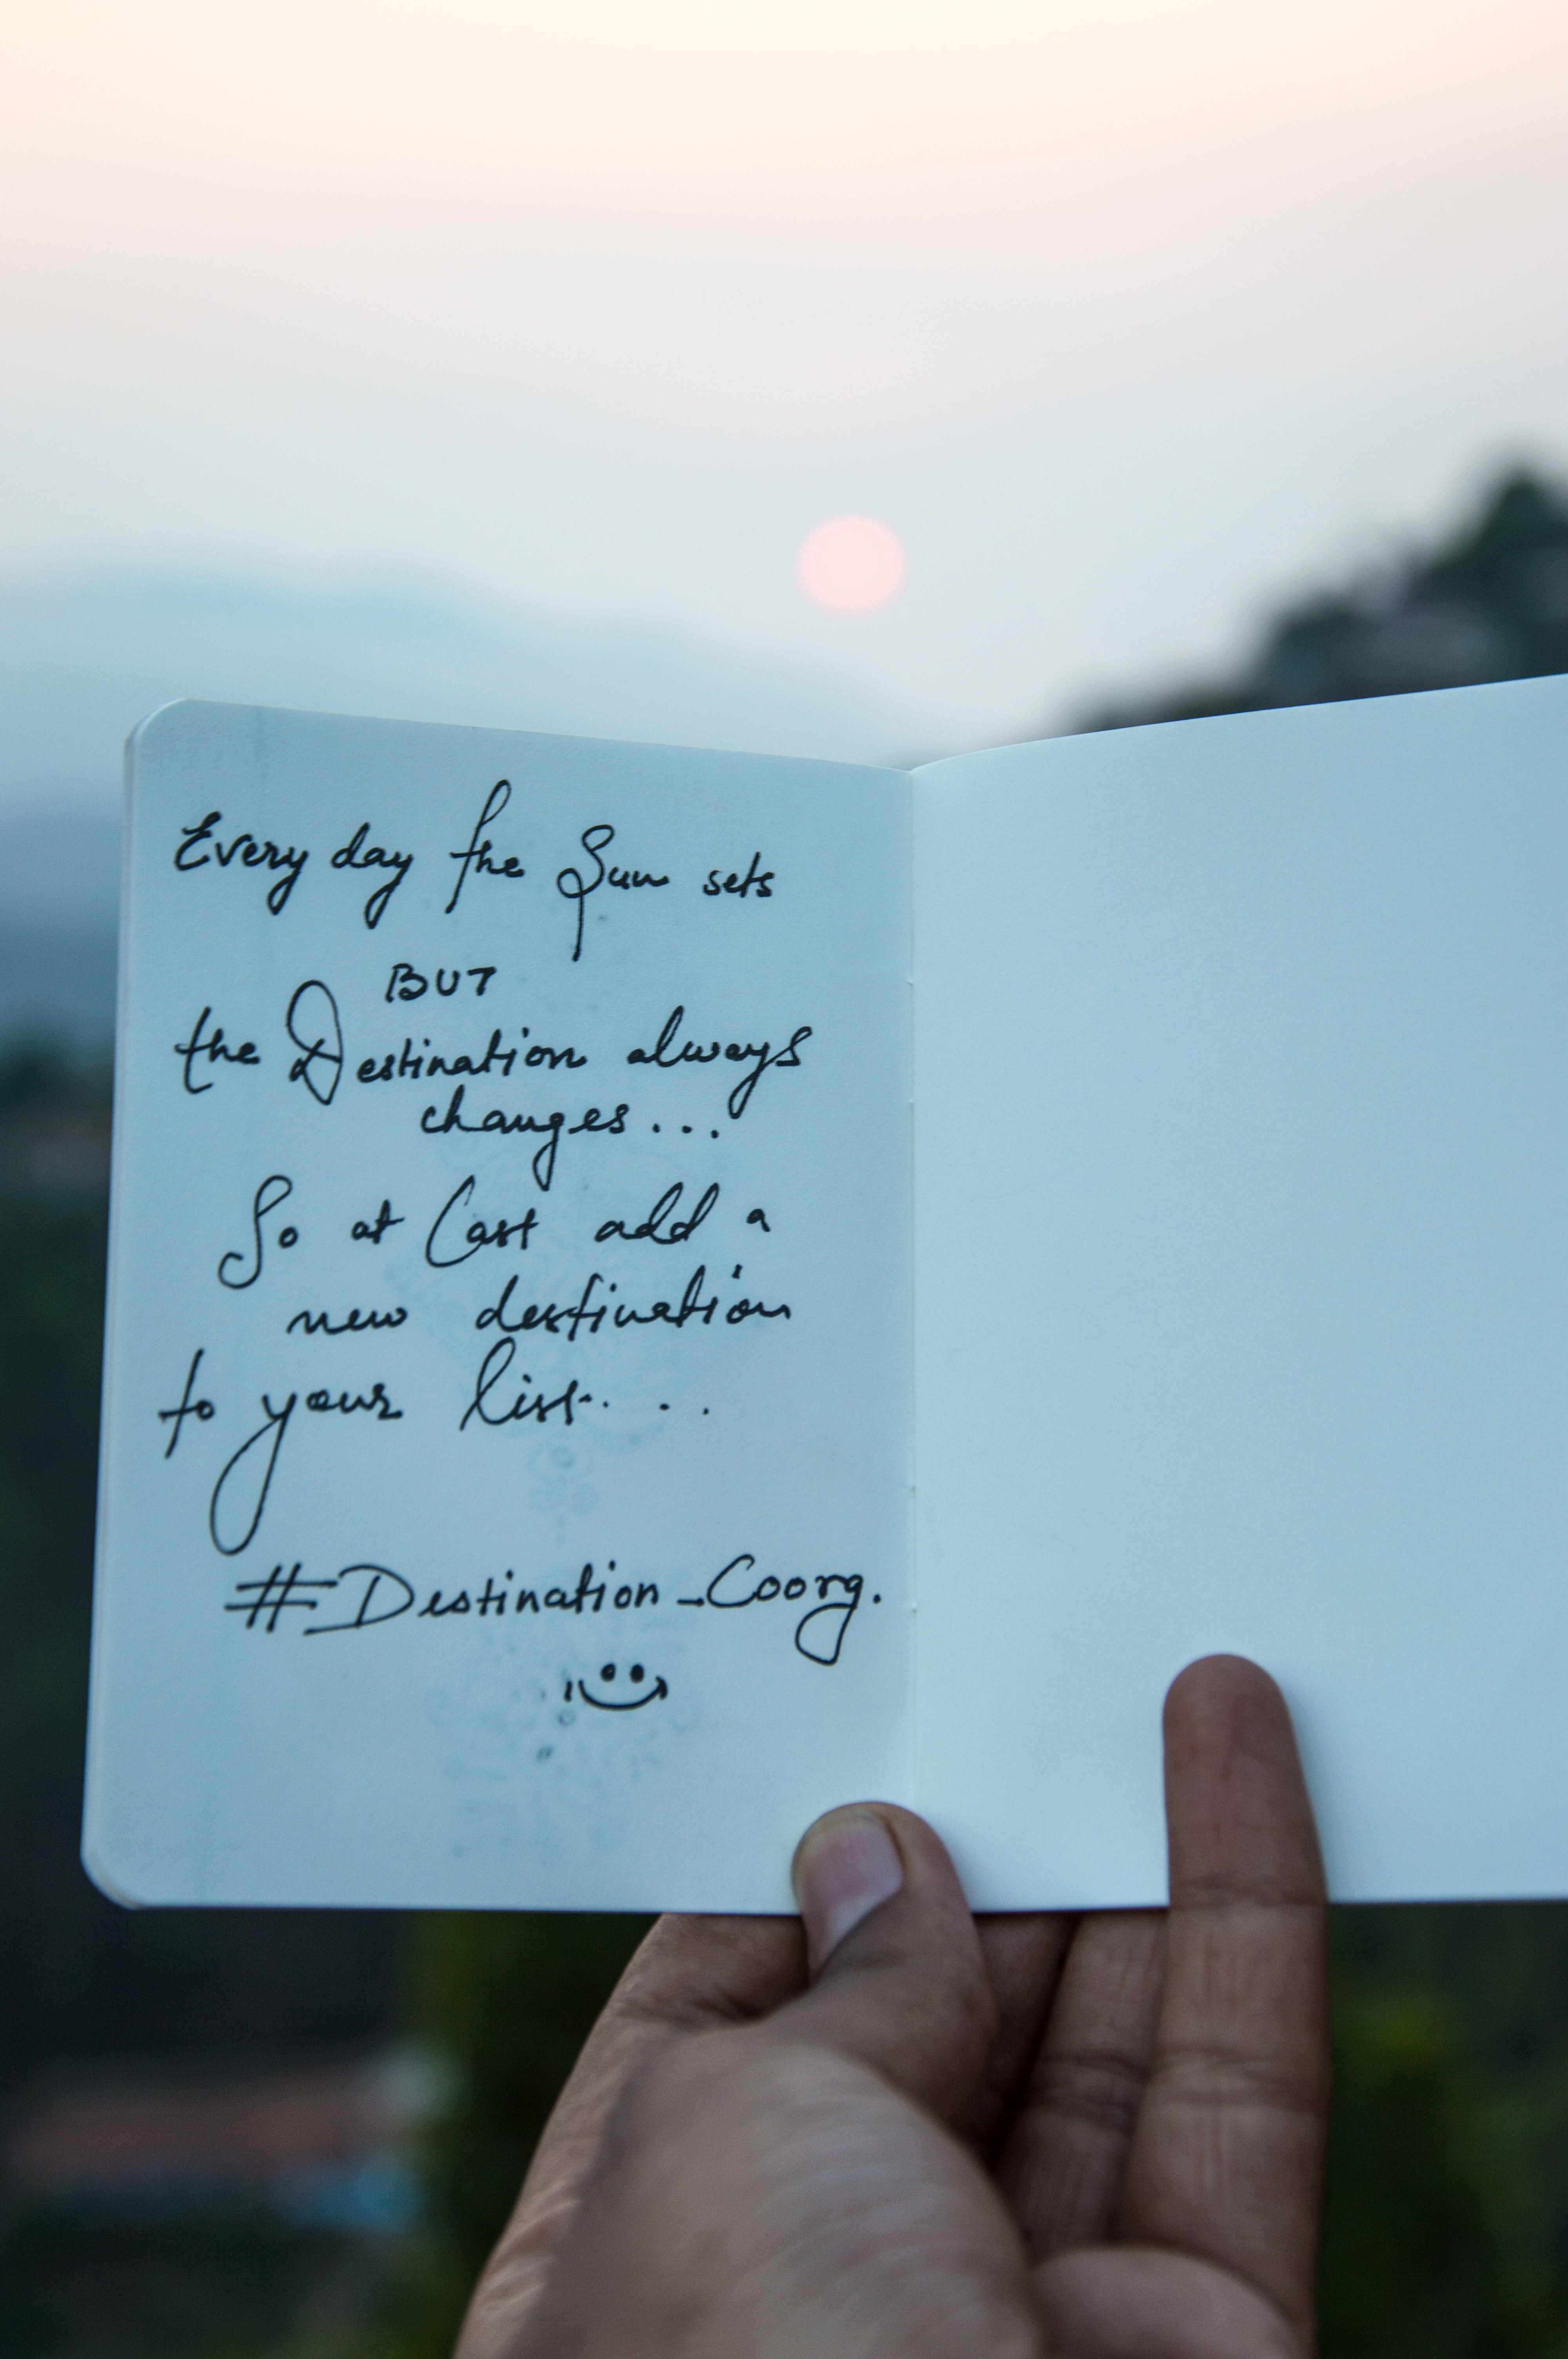 Every day the Sun sets
BUT
the Destination always
changes...
So at Last add a
new destination
to your list...
#Destination_Coorg.